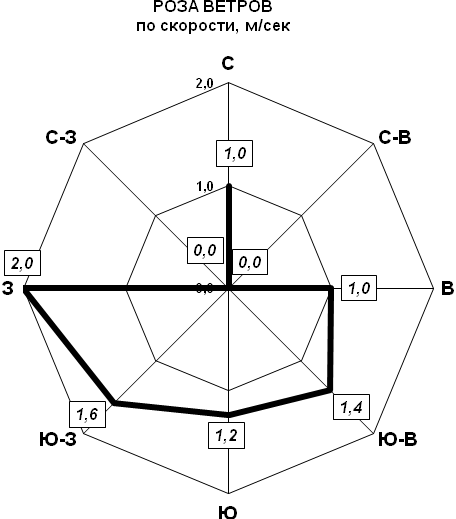 РОЗА ВЕТРОВ
по скорости, м/сек
С
2,0
С-З
С-В
1,0
1,0
0,0
0,0
2,0
З
0,0
1,0
В
1,6
1,4
1,2
Ю-З
Ю-В
Ю